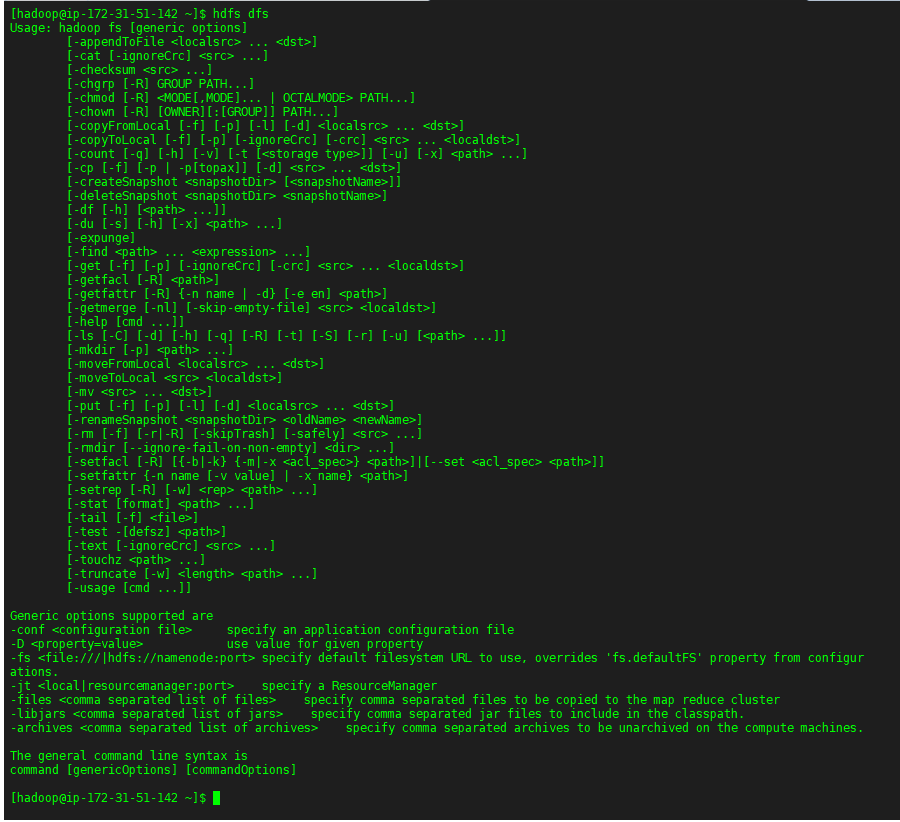 [hadoop@ip-172-31-51-142 ~]$ hdfs dfs
Usage: hadoop fs [generic options]
        [-appendToFile <localsrc> ... <dst>]
        [-cat [-ignoreCrc] <src> ...]
        [-checksum <src> ...]
        [-chgrp [-R] GROUP PATH...]
        [-chmod [-R] <MODE[,MODE]... | OCTALMODE> PATH...]
        [-chown [-R] [OWNER][:[GROUP]] PATH...]
        [-copyFromLocal [-f] [-p] [-l] [-d] <localsrc> ... <dst>]
        [-copyToLocal [-f] [-p] [-ignoreCrc] [-crc] <src> ... <localdst>]
        [-count [-q] [-h] [-v] [-t [<storage type>]] [-u] [-x] <path> ...]
        [-cp [-f] [-p | -p[topax]] [-d] <src> ... <dst>]
        [-createSnapshot <snapshotDir> [<snapshotName>]]
        [-deleteSnapshot <snapshotDir> <snapshotName>]
        [-df [-h] [<path> ...]]
        [-du [-s] [-h] [-x] <path> ...]
        [-expunge]
        [-find <path> ... <expression> ...]
        [-get [-f] [-p] [-ignoreCrc] [-crc] <src> ... <localdst>]
        [-getfacl [-R] <path>]
        [-getfattr [-R] {-n name | -d} [-e en] <path>]
        [-getmerge [-nl] [-skip-empty-file] <src> <localdst>]
        [-help [cmd ...]]
        [-ls [-C] [-d] [-h] [-q] [-R] [-t] [-S] [-r] [-u] [<path> ...]]
        [-mkdir [-p] <path> ...]
        [-moveFromLocal <localsrc> ... <dst>]
        [-moveToLocal <src> <localdst>]
        [-mv <src> ... <dst>]
        [-put [-f] [-p] [-l] [-d] <localsrc> ... <dst>]
        [-renameSnapshot <snapshotDir> <oldName> <newName>]
        [-rm [-f] [-r|-R] [-skipTrash] [-safely] <src> ...]
        [-rmdir [--ignore-fail-on-non-empty] <dir> ...]
        [-setfacl [-R] [{-b|-k} {-m|-x <acl_spec>} <path>]|[--set <acl_spec> <path>]]
        [-setfattr {-n name [-v value] | -x name} <path>]
        [-setrep [-R] [-w] <rep> <path> ...]
        [-stat [format] <path> ...]
        [-tail [-f] <file>]
        [-test -[defsz] <path>]
        [-text [-ignoreCrc] <src> ...]
        [-touchz <path> ...]
        [-truncate [-w] <length> <path> ...]
        [-usage [cmd ...]]

Generic options supported are
-conf <configuration file>     specify an application configuration file
-D <property=value>            use value for given property
-fs <file:///|hdfs://namenode:port> specify default filesystem URL to use, overrides 'fs.defaultFS' property from configur
ations.
-jt <local|resourcemanager:port>    specify a ResourceManager
-files <comma separated list of files>    specify comma separated files to be copied to the map reduce cluster
-libjars <comma separated list of jars>    specify comma separated jar files to include in the classpath.
-archives <comma separated list of archives>    specify comma separated archives to be unarchived on the compute machines.

The general command line syntax is
command [genericOptions] [commandOptions]

[hadoop@ip-172-31-51-142 ~]$